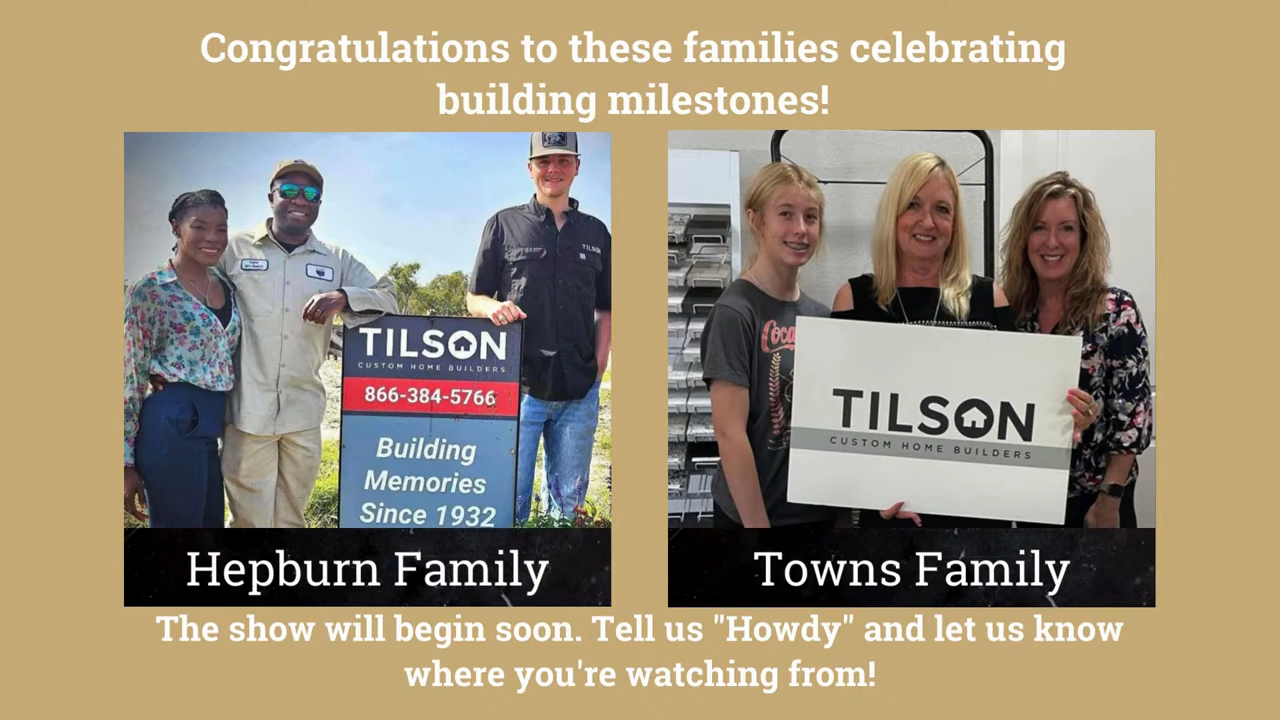 Congratulations to these families celebrating
building milestones!
TILSON
TILSON
CUSTOM HOME BUILDERS
866-384-5766
Building
Memories
Since 1932
Coca
TILSON
CUSTOM HOME BUILDERS
Hepburn Family
Towns Family
The show will begin soon. Tell us "Howdy" and let us know
where you're watching from!